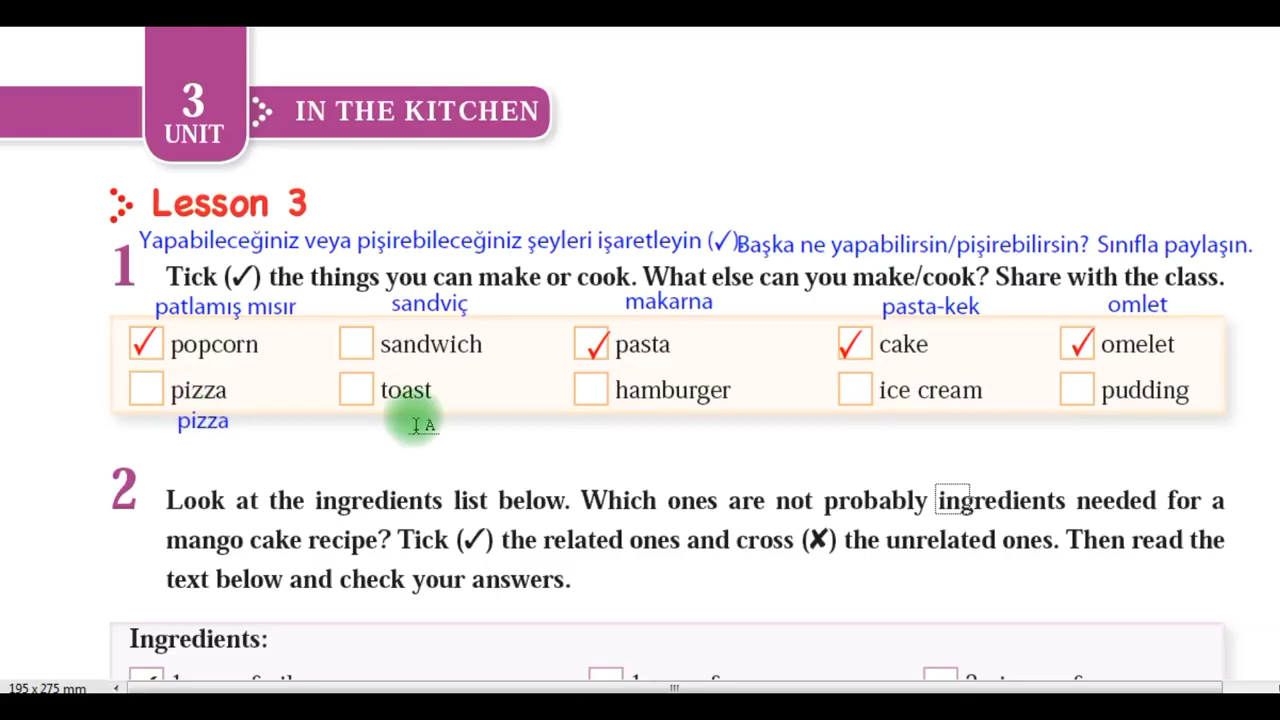 3
UNIT
IN THE KITCHEN
Lesson 3
Yapabileceğiniz veya pişirebileceğiniz şeyleri işaretleyin (✓) Başka ne yapabilirsin/pişirebilirsin? Sınıfla paylaşın.
1 Tick (✓) the things you can make or cook. What else can you make/cook? Share with the class.
patlamış mısır sandviç makarna pasta-kek omlet
✓ popcorn sandwich ✓ pasta ✓ cake ✓ omelet
pizza toast hamburger ice cream pudding
pizza
A
2 Look at the ingredients list below. Which ones are not probably ingredients needed for a
mango cake recipe? Tick (✓) the related ones and cross (✘) the unrelated ones. Then read the
text below and check your answers.
Ingredients:
195 x 275 mm